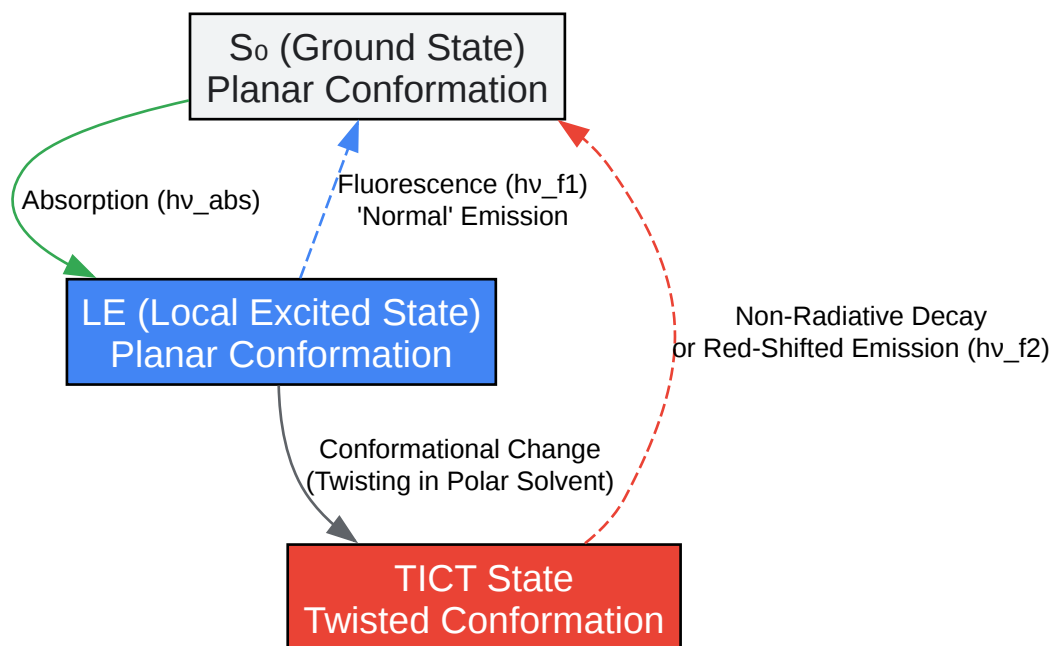 S₀ (Ground State)
Planar Conformation
Absorption (hν_abs)
Fluorescence (hν_f1)
'Normal' Emission
LE (Local Excited State)
Planar Conformation
Non-Radiative Decay
or Red-Shifted Emission (hν_f2)
Conformational Change
(Twisting in Polar Solvent)
TICT State
Twisted Conformation